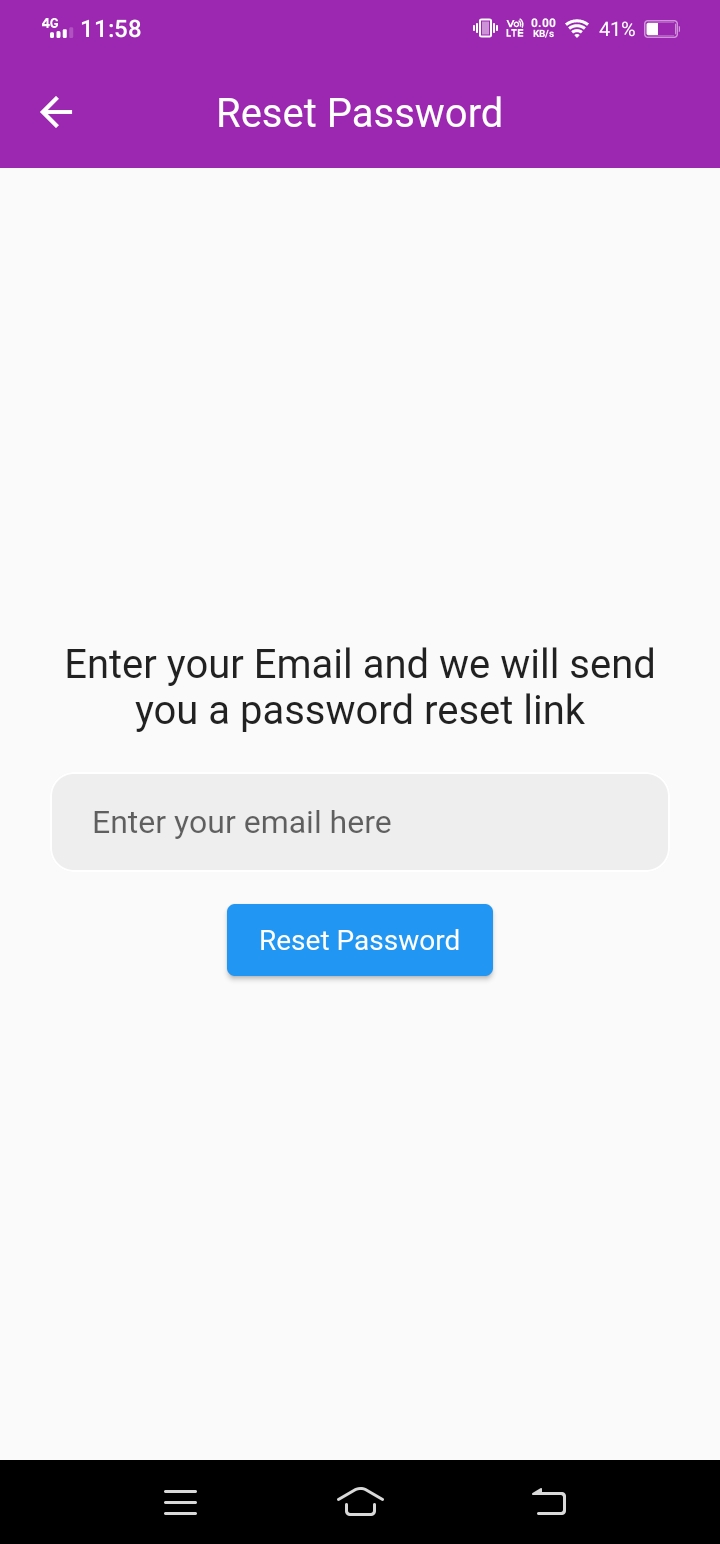 4G 11:58 Vo) LTE 0.00 KB/s 41%
Reset Password
Enter your Email and we will send
you a password reset link
Enter your email here
Reset Password